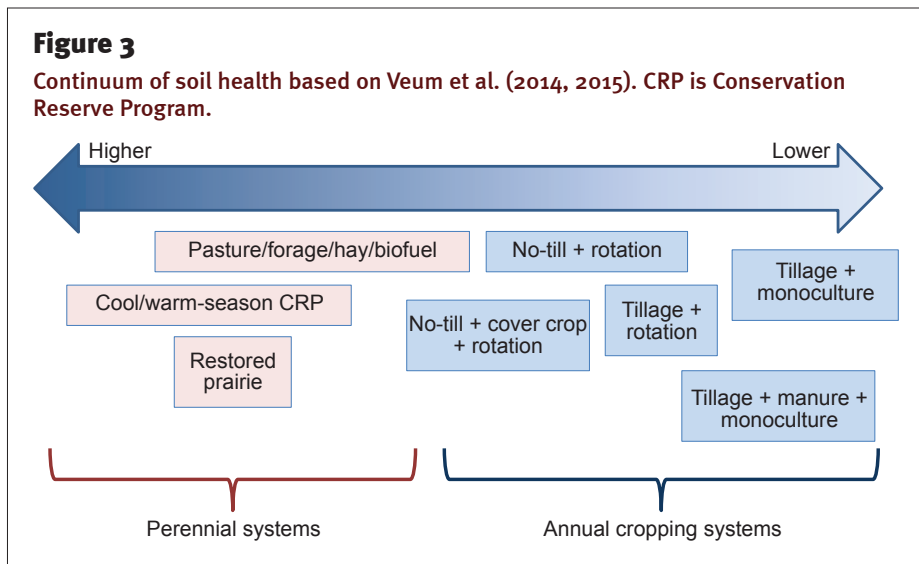 Figure 3
Continuum of soil health based on Veum et al. (2014, 2015). CRP is Conservation
Reserve Program.
Higher
Lower
Pasture/forage/hay/biofuel
No-till + rotation
Tillage +
monoculture
Cool/warm-season CRP
No-till + cover crop
+ rotation
Tillage +
rotation
Restored
prairie
Tillage + manure +
monoculture
Perennial systems
Annual cropping systems